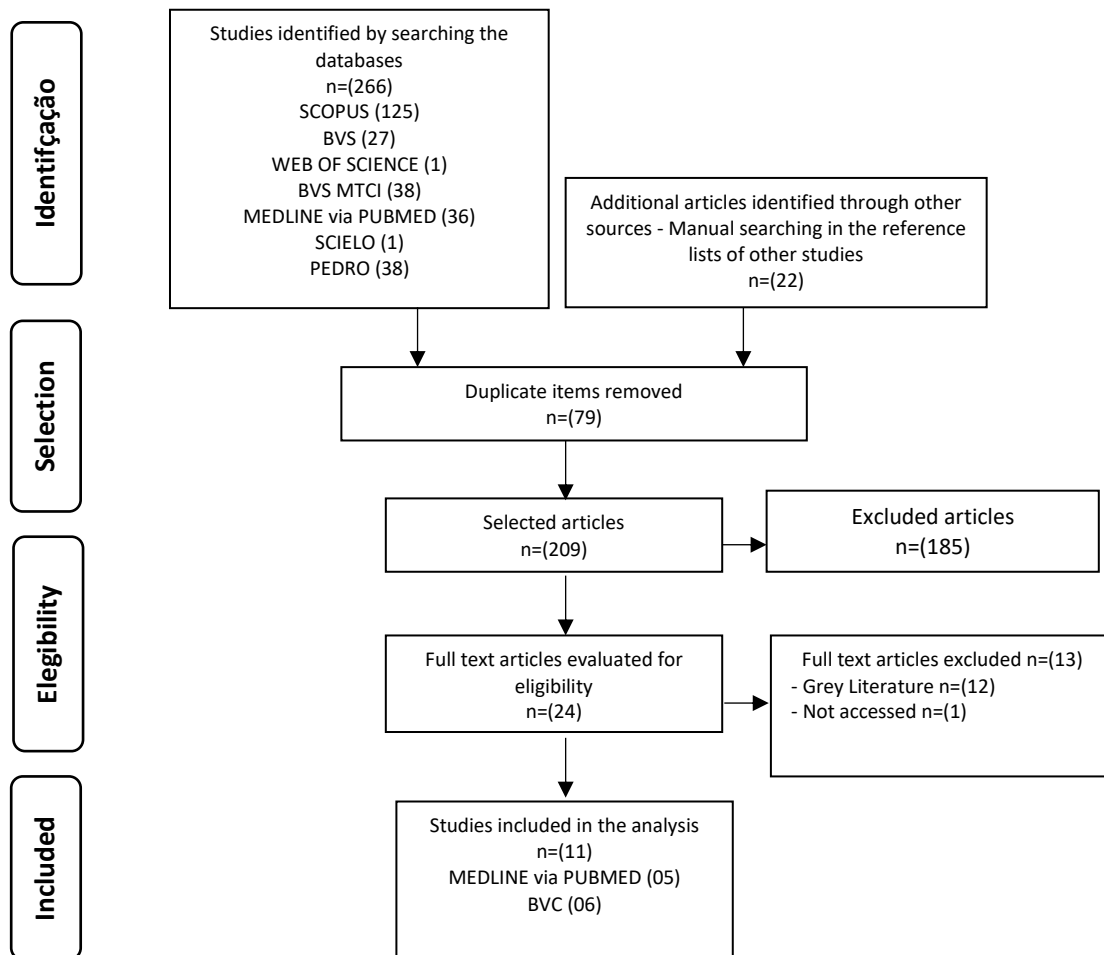 Identifção
Studies identified by searching the
databases
n=(266)
SCOPUS (125)
BVS (27)
WEB OF SCIENCE (1)
BVS MTCI (38)
MEDLINE via PUBMED (36)
SCIELO (1)
PEDRO (38)
Additional articles identified through other
sources - Manual searching in the reference
lists of other studies
n=(22)
Selection
Duplicate items removed
n=(79)
Selected articles
n=(209)
Excluded articles
n=(185)
Elegibility
Full text articles evaluated for
eligibility
n=(24)
Full text articles excluded n=(13)
- Grey Literature n=(12)
- Not accessed n=(1)
Included
Studies included in the analysis
n=(11)
MEDLINE via PUBMED (05)
BVC (06)